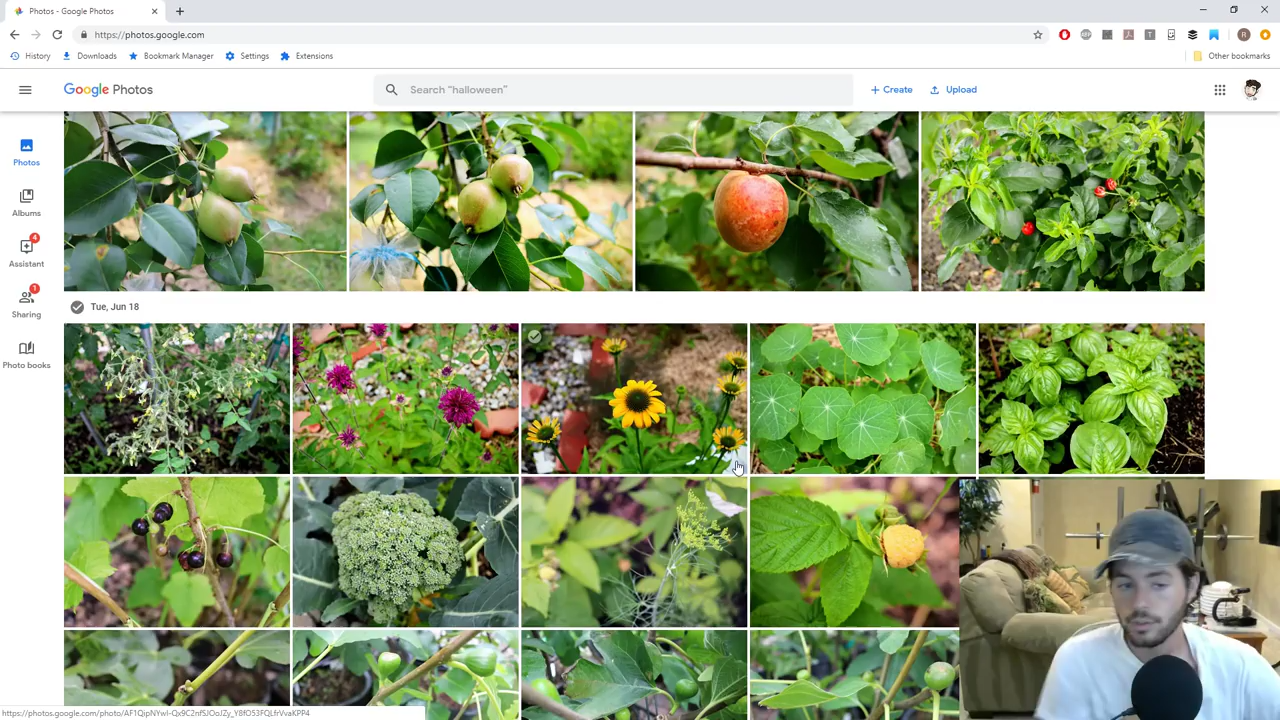 Photos - Google Photos
https://photos.google.com
R
History
Downloads
Bookmark Manager
Settings
Extensions
Other bookmarks
Google Photos
Search “halloween”
+ Create
Upload
Photos
Albums
4
Assistant
1
Sharing
Photo books
Tue, Jun 18